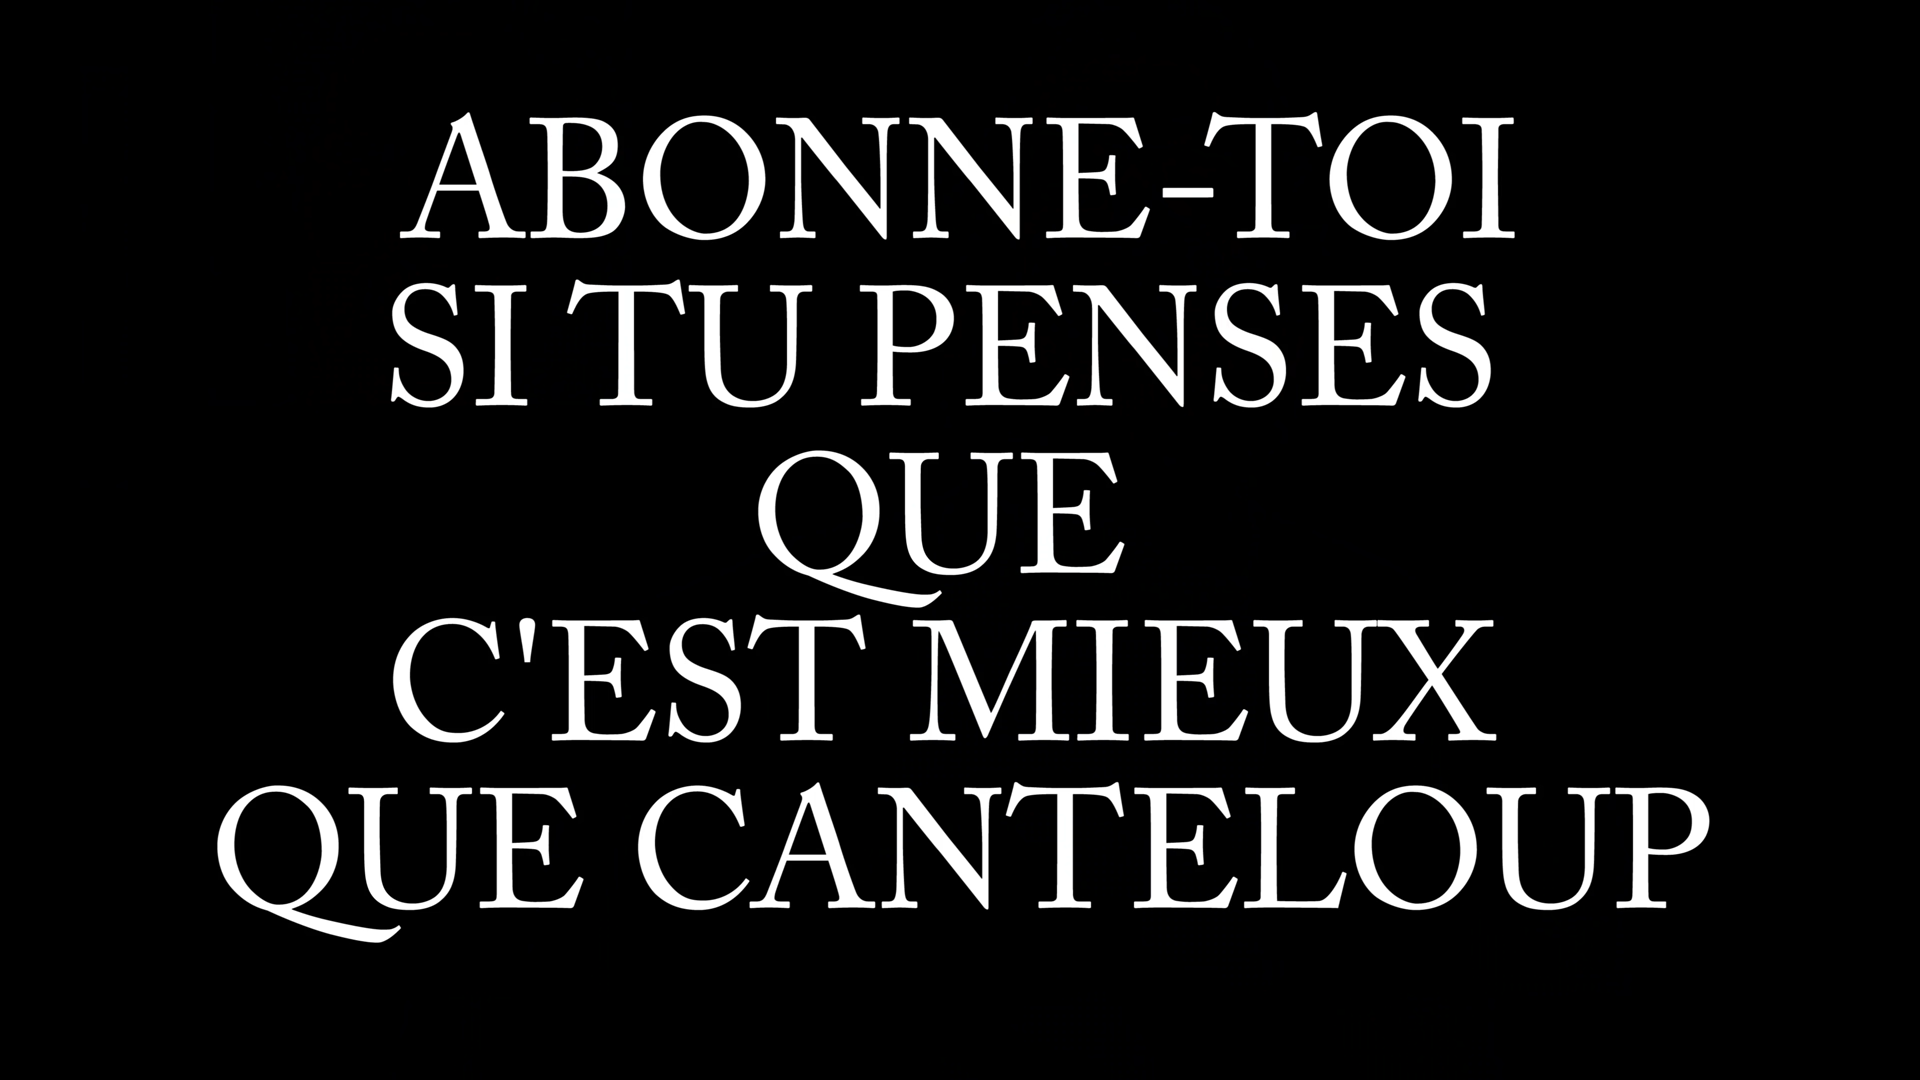 ABONNE-TOI
SI TU PENSES
QUE
C'EST MIEUX
QUE CANTELOUP